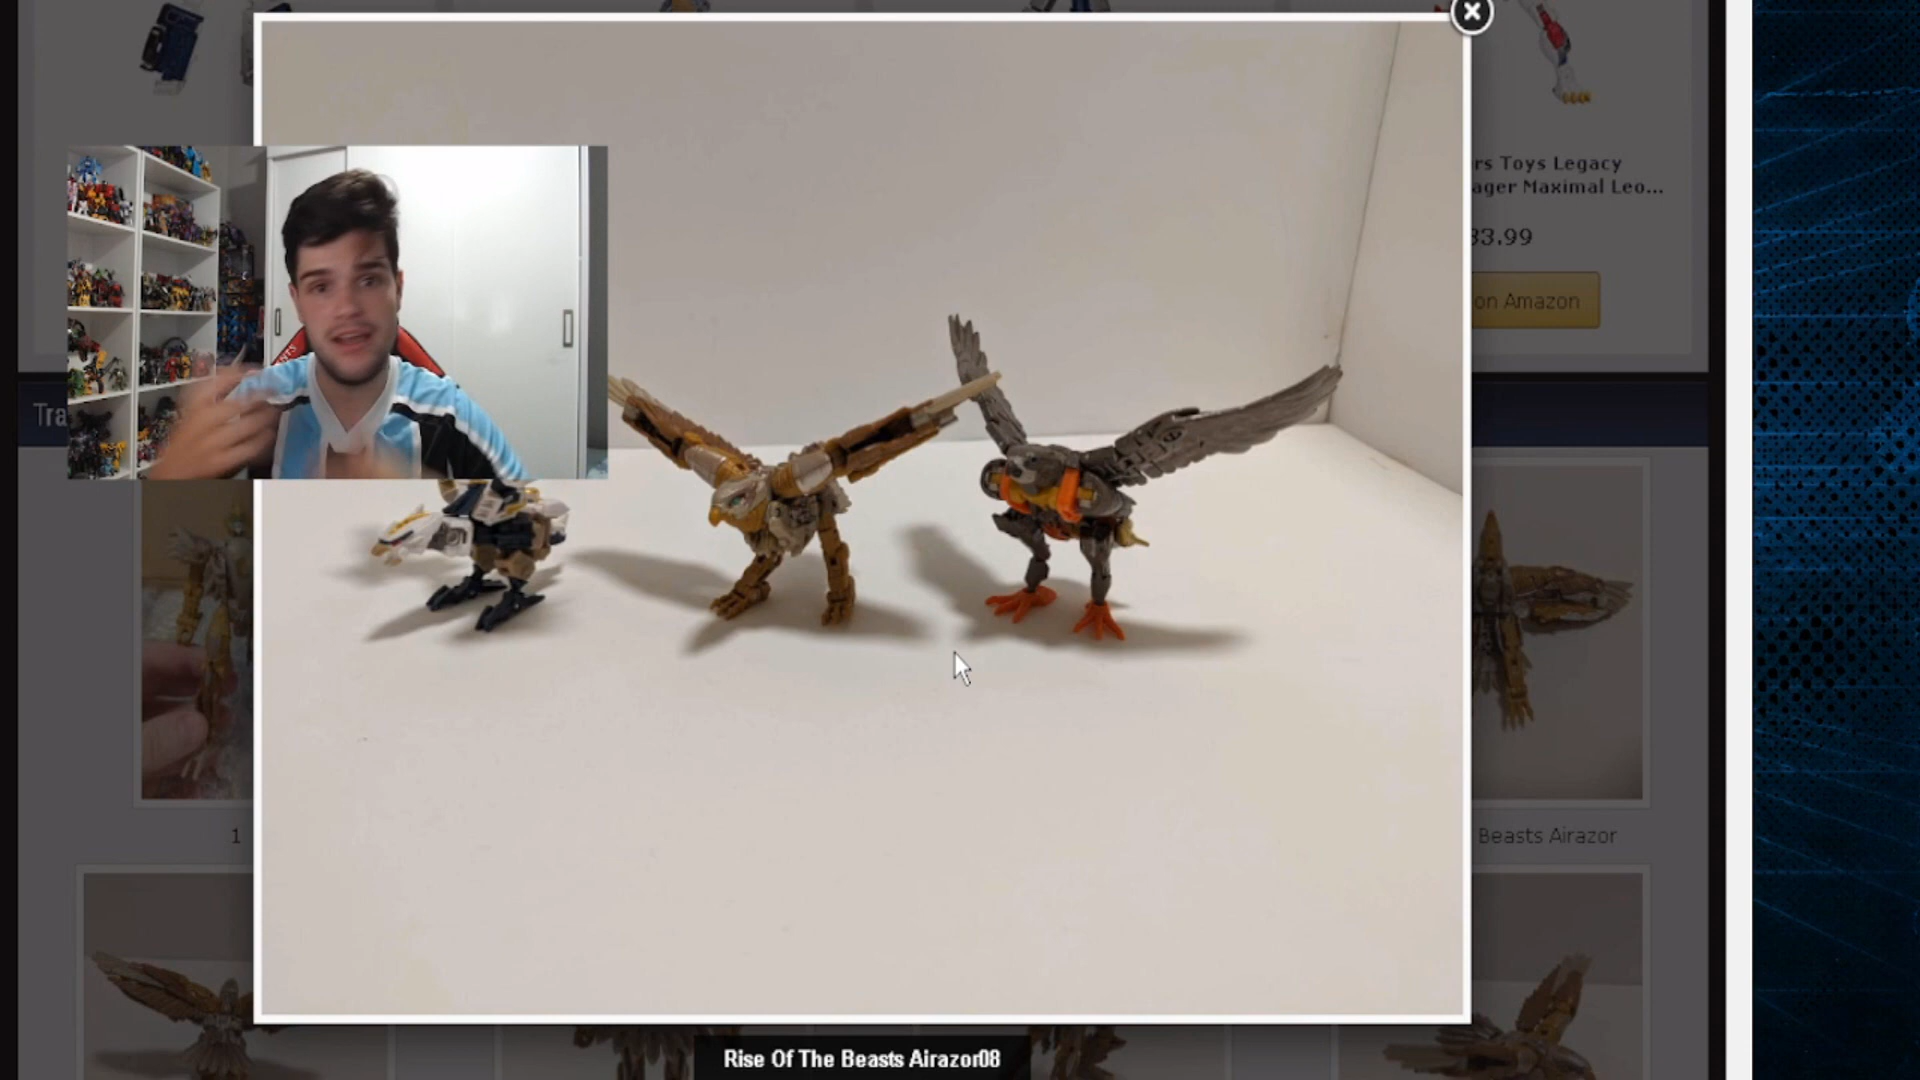 rs Toys Legacy
ager Maximal Leo...
33.99
on Amazon
Tra
1
Beasts Airazor
Rise Of The Beasts Airazor08